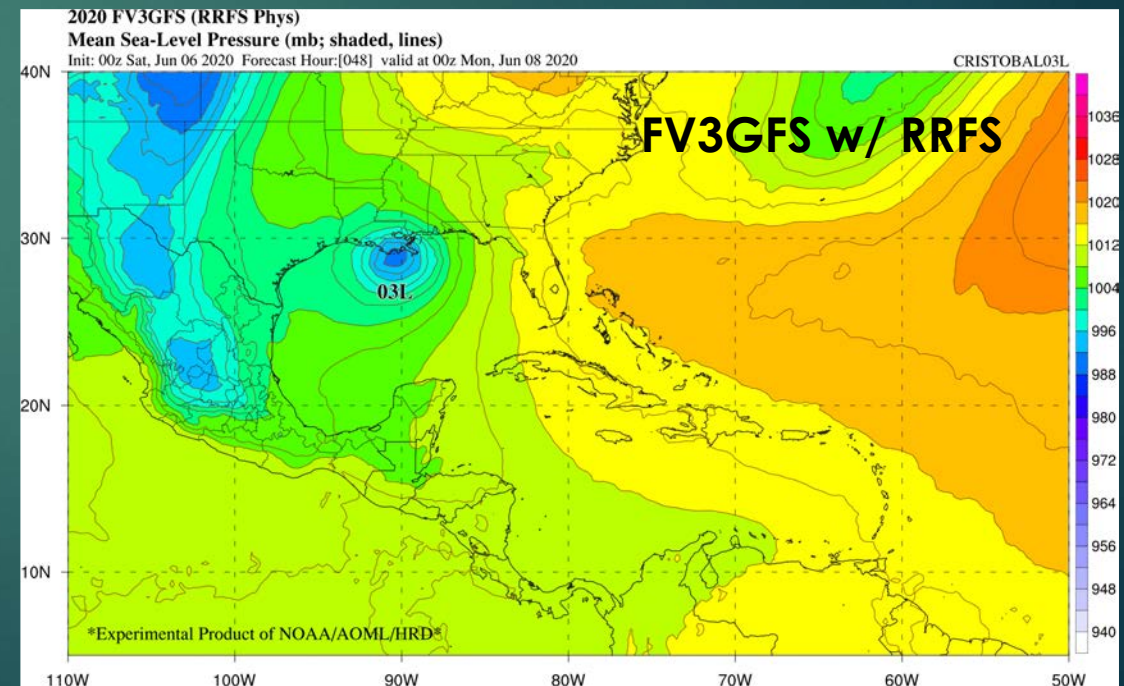 2020 FV3GFS (RRFS Phys)
Mean Sea-Level Pressure (mb; shaded, lines)
Init: 00z Sat, Jun 06 2020 Forecast Hour:[048] valid at 00z Mon, Jun 08 2020 CRISTOBAL03L
FV3GFS w/ RRFS
40N
30N
20N
10N
03L
*Experimental Product of NOAA/AOML/HRD*
110W 100W 90W 80W 70W 60W 50W
1036
1028
1020
1012
1004
996
988
980
972
964
956
948
940